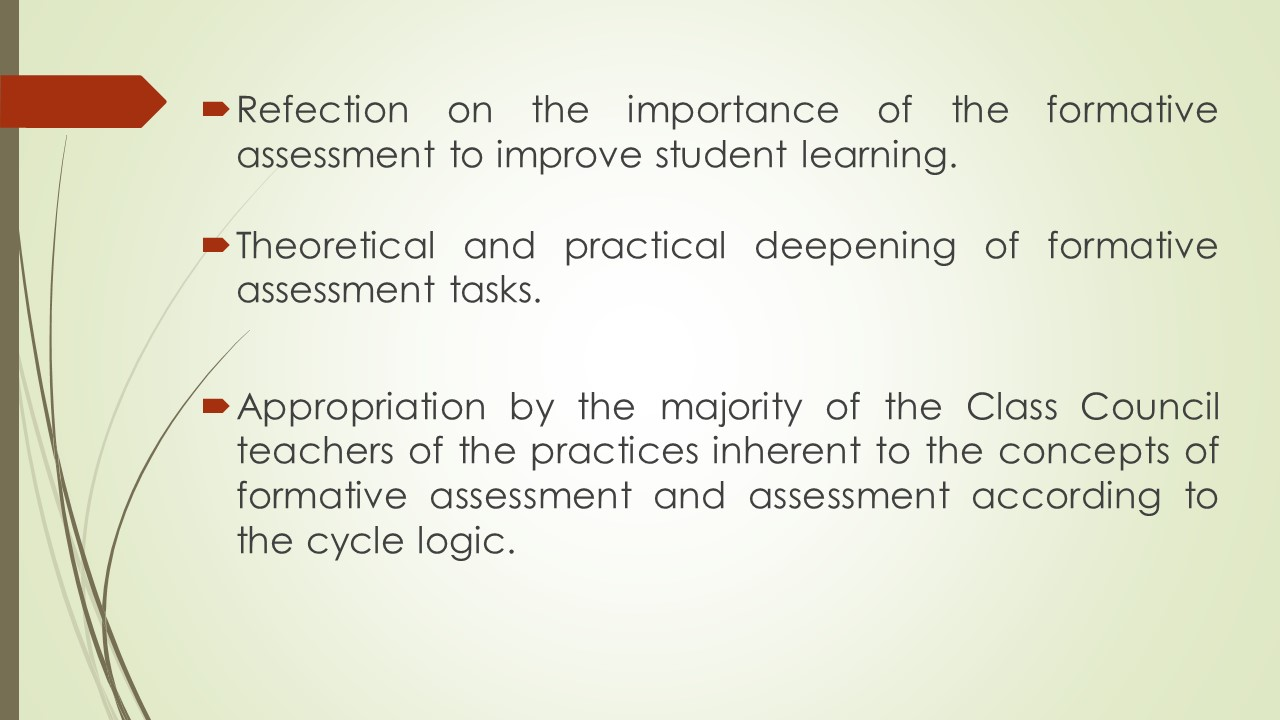 Refection on the importance of the formative
assessment to improve student learning.
Theoretical and practical deepening of formative
assessment tasks.
Appropriation by the majority of the Class Council
teachers of the practices inherent to the concepts of
formative assessment and assessment according to
the cycle logic.